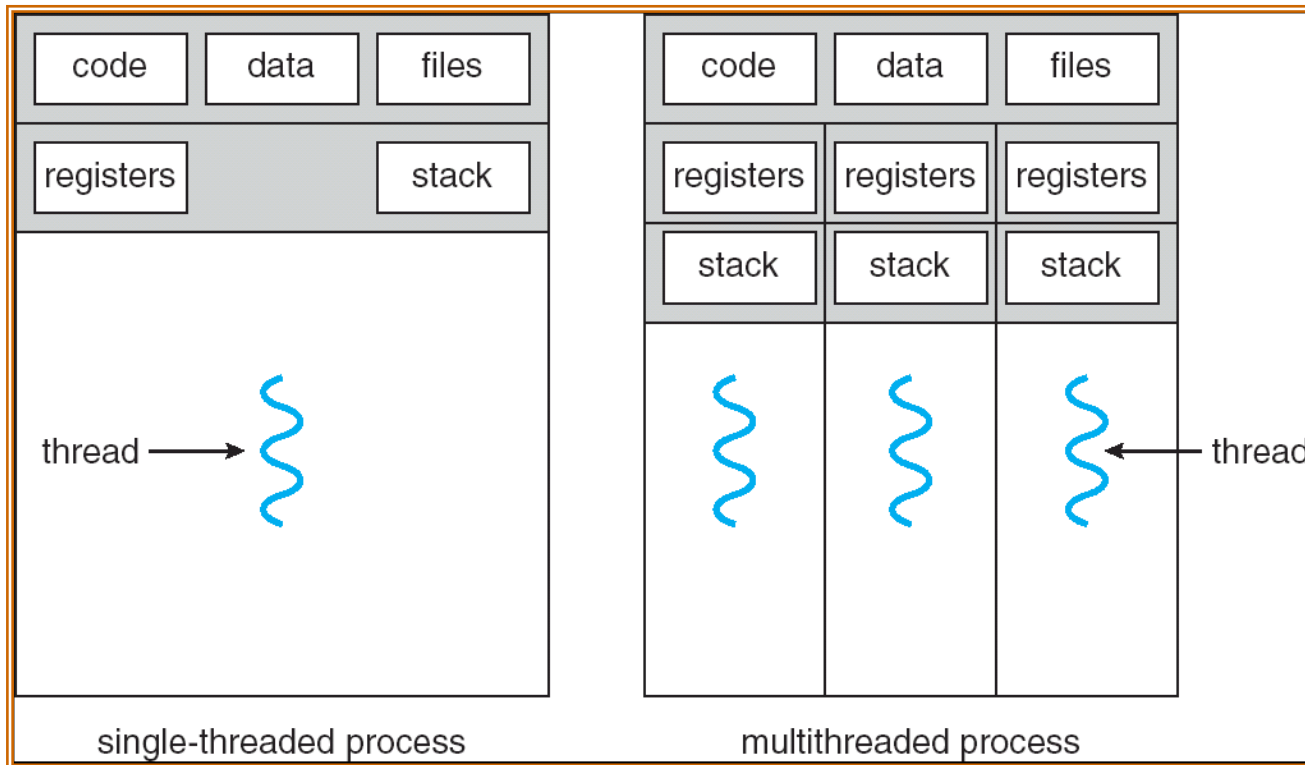 code data files code data files
registers stack registers registers registers
stack stack stack
thread thread
single-threaded process multithreaded process